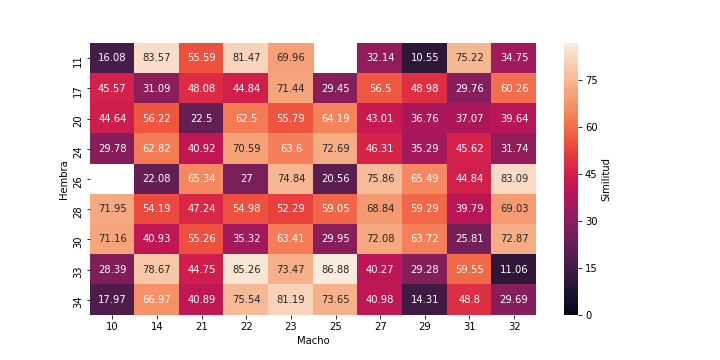 11 16.08 83.57 55.59 81.47 69.96 32.14 10.55 75.22 34.75
17 45.57 31.09 48.08 44.84 71.44 29.45 56.5 48.98 29.76 60.26
20 44.64 56.22 22.5 62.5 55.79 64.19 43.01 36.76 37.07 39.64
24 29.78 62.82 40.92 70.59 63.6 72.69 46.31 35.29 45.62 31.74
26 22.08 65.34 27 74.84 20.56 75.86 65.49 44.84 83.09
28 71.95 54.19 47.24 54.98 52.29 59.05 68.84 59.29 39.79 69.03
30 71.16 40.93 55.26 35.32 63.41 29.95 72.08 63.72 25.81 72.87
33 28.39 78.67 44.75 85.26 73.47 86.88 40.27 29.28 59.55 11.06
34 17.97 66.97 40.89 75.54 81.19 73.65 40.98 14.31 48.8 29.69
10 14 21 22 23 25 27 29 31 32
Macho
Hembra
75
60
45
30
15
0
Similitud